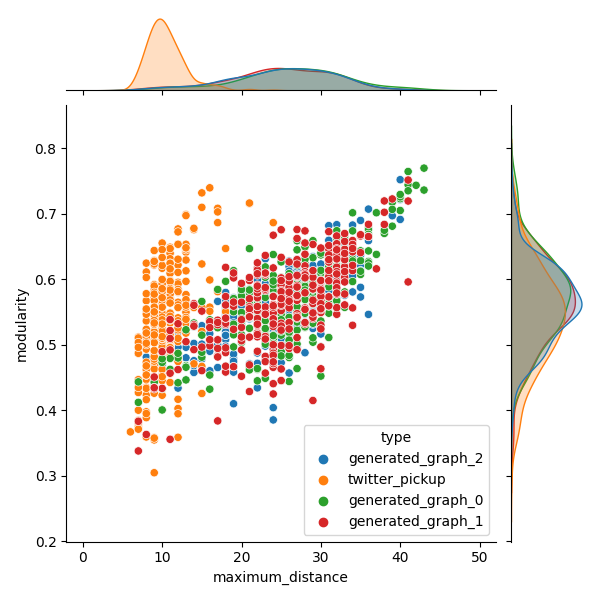 0.8
0.7
0.6
0.5
0.4
0.3
0.2
modularity
type
generated_graph_2
twitter_pickup
generated_graph_0
generated_graph_1
0 10 20 30 40 50
maximum_distance